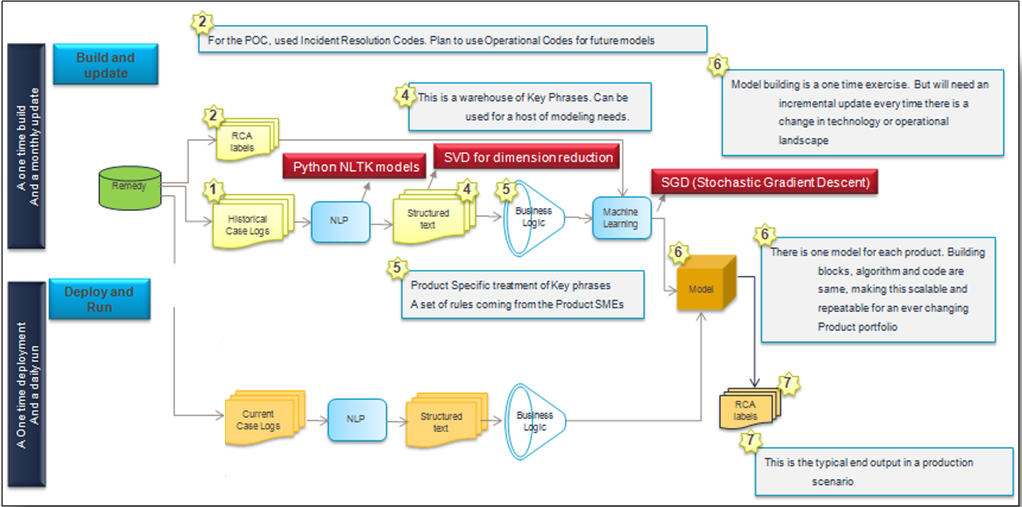 2
For the POC, used Incident Resolution Codes. Plan to use Operational Codes for future models
A one time build
And a monthly update
Build and
update
6
Model building is a one time exercise. But will need an
incremental update every time there is a
change in technology or operational
landscape
4
This is a warehouse of Key Phrases. Can be
used for a host of modeling needs.
2
RCA
labels
Python NLTK models
SVD for dimension reduction
SGD (Stochastic Gradient Descent)
Remedy
1
Historical
Case Logs
NLP
Structured
text
4
5
Business
Logic
Machine
Learning
6
Model
5
Product Specific treatment of Key phrases
A set of rules coming from the Product SMEs
6
There is one model for each product. Building
blocks, algorithm and code are
same, making this scalable and
repeatable for an ever changing
Product portfolio
A One time deployment
And a daily run
Deploy and
Run
Current
Case Logs
NLP
Structured
text
Business
Logic
7
RCA
labels
7
This is the typical end output in a production
scenario